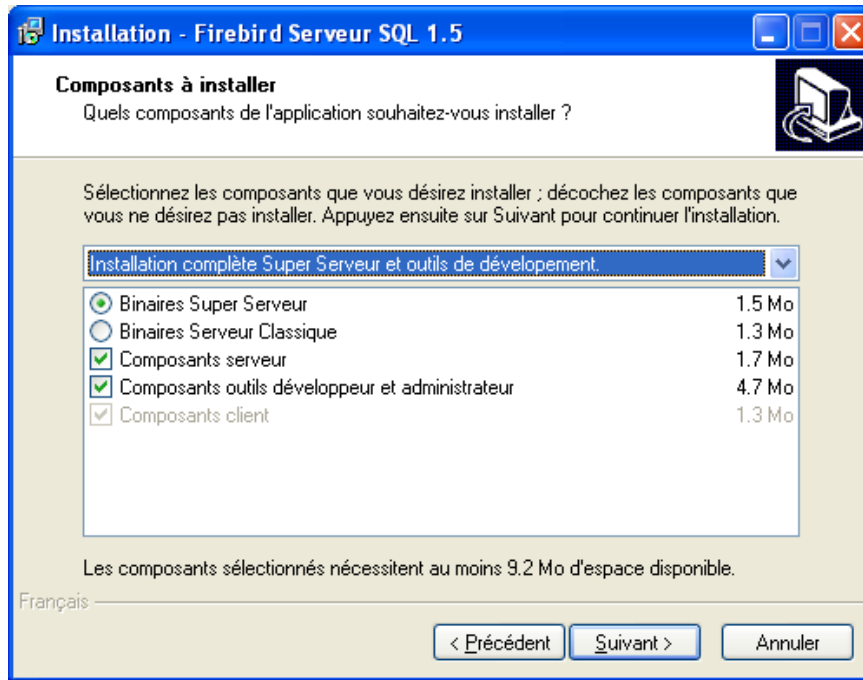 Installation - Firebird Serveur SQL 1.5
Composants à installer
Quels composants de l'application souhaitez-vous installer ?
Sélectionnez les composants que vous désirez installer ; décochez les composants que
vous ne désirez pas installer. Appuyez ensuite sur Suivant pour continuer l'installation.
Installation complète Super Serveur et outils de dévelopement.
Binaires Super Serveur 1.5 Mo
Binaires Serveur Classique 1.3 Mo
Composants serveur 1.7 Mo
Composants outils développeur et administrateur 4.7 Mo
Composants client 1.3 Mo
Les composants sélectionnés nécessitent au moins 9.2 Mo d'espace disponible.
Français
< Précédent Suivant > Annuler